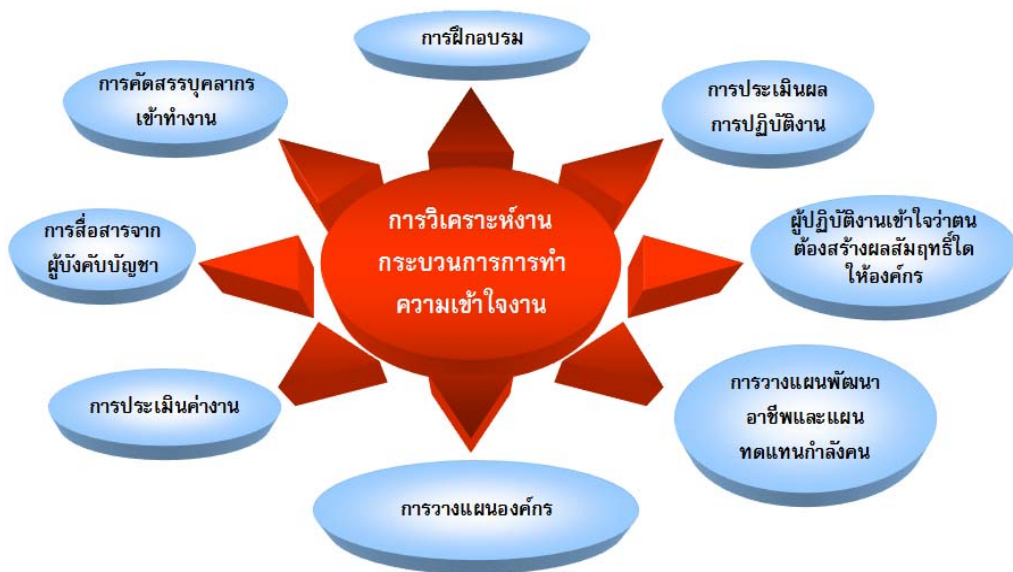 การฝึกอบรม
การคัดสรรบุคลากร
เข้าทำงาน
การประเมินผล
การปฏิบัติงาน
การสื่อสารจาก
ผู้บังคับบัญชา
การวิเคราะห์งาน
กระบวนการการทำ
ความเข้าใจงาน
ผู้ปฏิบัติงานเข้าใจว่าตน
ต้องสร้างผลสัมฤทธิ์ใด
ให้องค์กร
การประเมินค่างาน
การวางแผนพัฒนา
อาชีพและแผน
ทดแทนกำลังคน
การวางแผนองค์กร